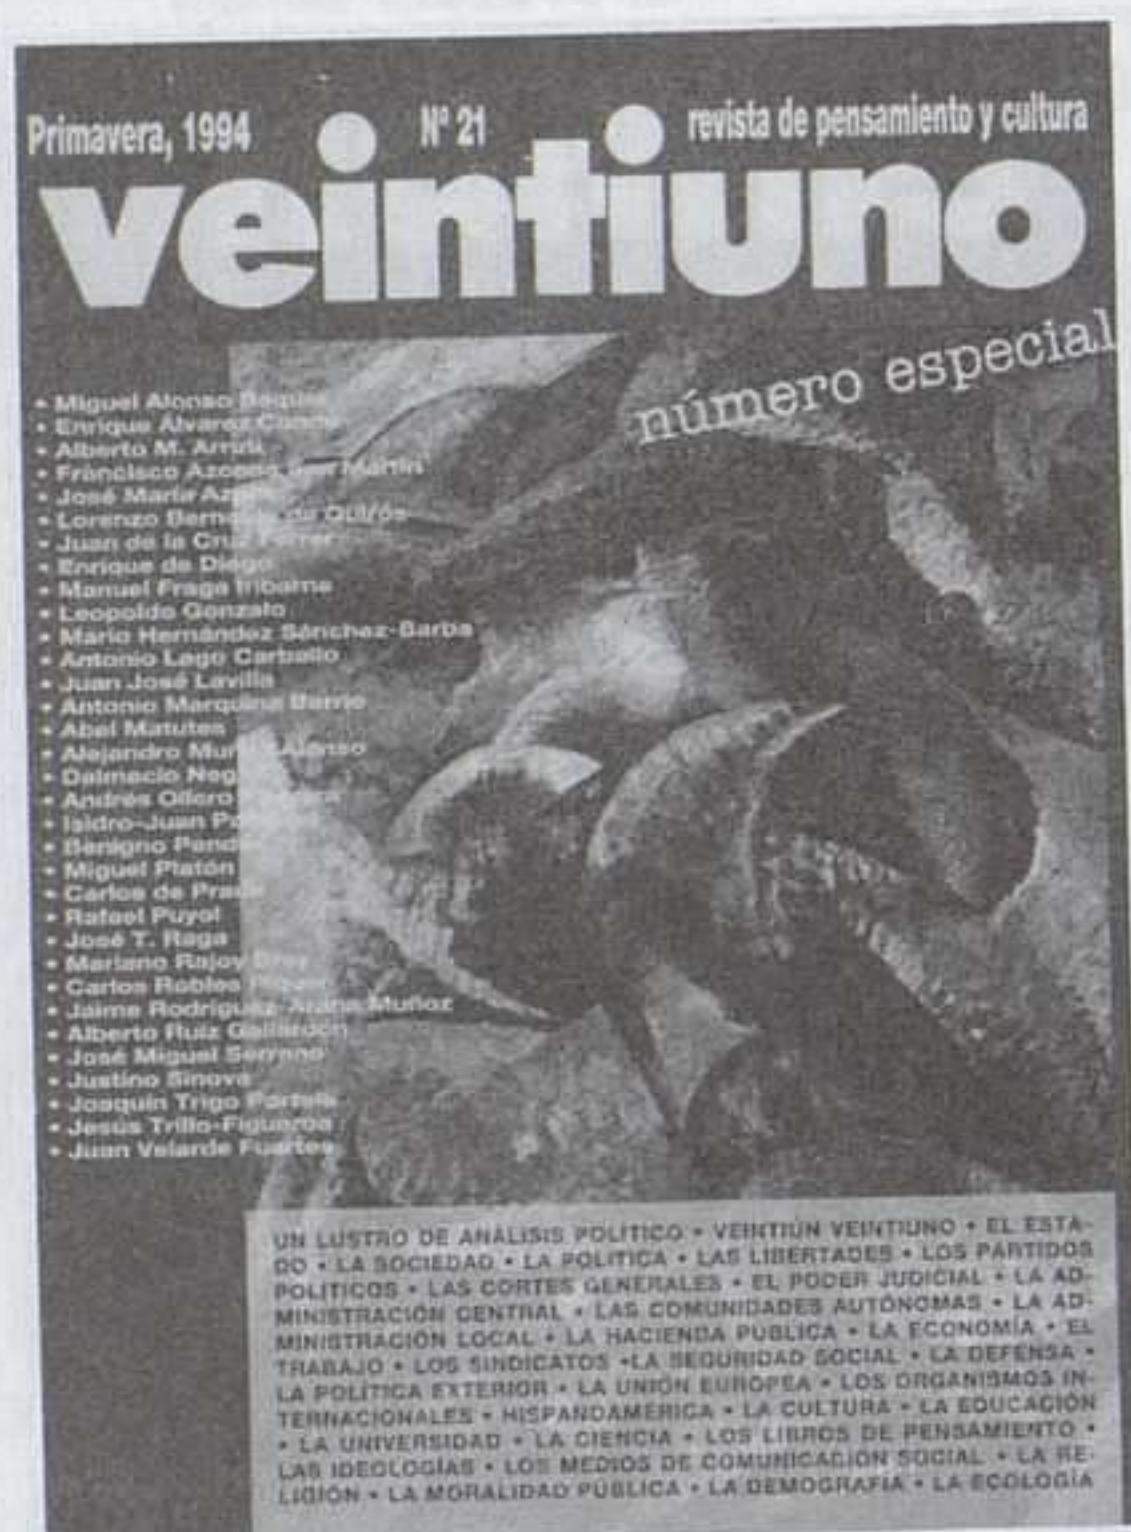 Primavera, 1994 Nº 21 revista de pensamiento y cultura
veintiuno
número especial
• Miguel Alonso
• Enrique Álvarez
• Alberto M.
• Francisco Martín
• José María
• Lorenzo de Quirós
• Juan de la Cruz
• Enrique de Diego
• Manuel Fraga Iribarne
• Leopoldo Gonzalo
• Mario Hernández Sánchez-Barba
• Antonio Lago Carballo
• Juan José Lavilla
• Antonio Marquina Barrio
• Abel Matutes
• Alejandro
• Dalmacio
• Andrés Ollero
• Isidro-Juan
• Benigno
• Miguel Platón
• Carlos de
• Rafael Puyol
• José T. Raga
• Mariano Rajoy
• Carlos Robles
• Jaime Rodríguez-Arana Muñoz
• Alberto Ruiz Gallardón
• José Miguel Serrano
• Justino Sinova
• Joaquín Trigo Portela
• Jesús Trillo-Figueroa
• Juan Velarde Fuertes
UN LUSTRO DE ANÁLISIS POLÍTICO • VEINTIÚN VEINTIUNO • EL ESTA-
DO • LA SOCIEDAD • LA POLÍTICA • LAS LIBERTADES • LOS PARTIDOS
POLÍTICOS • LAS CORTES GENERALES • EL PODER JUDICIAL • LA AD-
MINISTRACIÓN CENTRAL • LAS COMUNIDADES AUTÓNOMAS • LA AD-
MINISTRACIÓN LOCAL • LA HACIENDA PÚBLICA • LA ECONOMÍA • EL
TRABAJO • LOS SINDICATOS •LA SEGURIDAD SOCIAL • LA DEFENSA •
LA POLÍTICA EXTERIOR • LA UNIÓN EUROPEA • LOS ORGANISMOS IN-
TERNACIONALES • HISPANOAMÉRICA • LA CULTURA • LA EDUCACIÓN
• LA UNIVERSIDAD • LA CIENCIA • LOS LIBROS DE PENSAMIENTO •
LAS IDEOLOGÍAS • LOS MEDIOS DE COMUNICACIÓN SOCIAL • LA RE-
LIGIÓN • LA MORALIDAD PÚBLICA • LA DEMOGRAFÍA • LA ECOLOGÍA